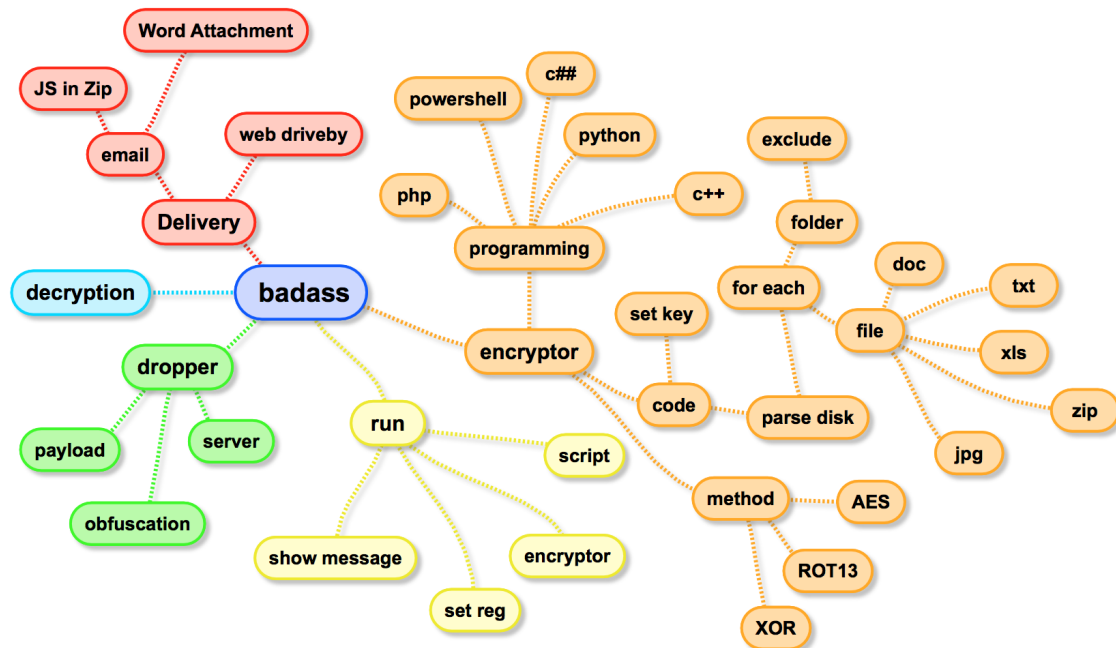 Word Attachment
JS in Zip
email
web driveby
Delivery
decryption
badass
dropper
payload
server
obfuscation
run
script
show message
encryptor
set reg
encryptor
programming
php
powershell
c##
python
c++
code
set key
parse disk
for each
folder
exclude
file
doc
txt
xls
zip
jpg
method
AES
ROT13
XOR